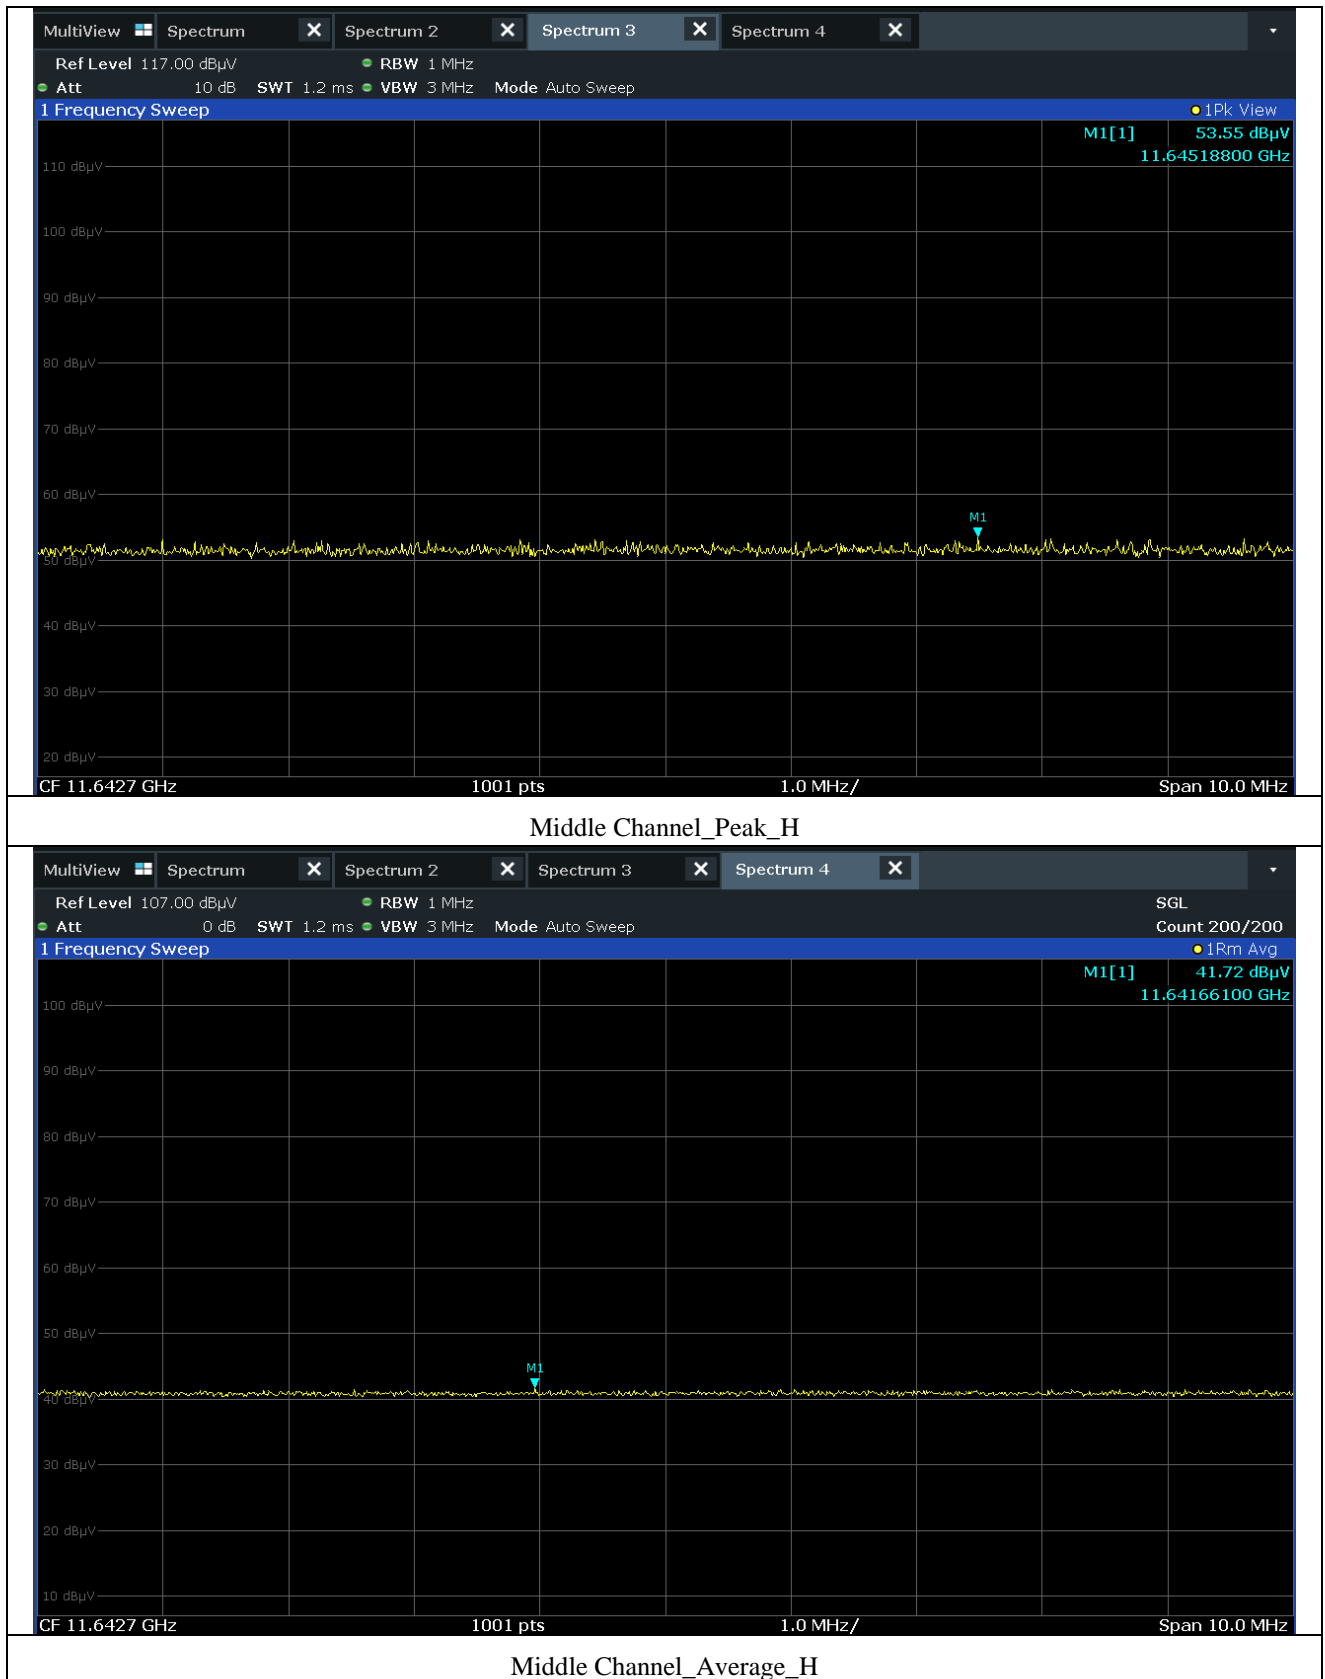 MultiView Spectrum Spectrum 2 Spectrum 3 Spectrum 4
Ref Level 117.00 dBµV RBW 1 MHz
Att 10 dB SWT 1.2 ms VBW 3 MHz Mode Auto Sweep
1 Frequency Sweep 1Pk View
M1[1] 53.55 dBµV
11.64518800 GHz
110 dBµV
100 dBµV
90 dBµV
80 dBµV
70 dBµV
60 dBµV
M1
50 dBµV
40 dBµV
30 dBµV
20 dBµV
CF 11.6427 GHz 1001 pts 1.0 MHz/ Span 10.0 MHz
Middle Channel_Peak_H
MultiView Spectrum Spectrum 2 Spectrum 3 Spectrum 4
Ref Level 107.00 dBµV RBW 1 MHz SGL
Att 0 dB SWT 1.2 ms VBW 3 MHz Mode Auto Sweep Count 200/200
1 Frequency Sweep 1Rm Avg
M1[1] 41.72 dBµV
11.64166100 GHz
100 dBµV
90 dBµV
80 dBµV
70 dBµV
60 dBµV
50 dBµV
M1
40 dBµV
30 dBµV
20 dBµV
10 dBµV
CF 11.6427 GHz 1001 pts 1.0 MHz/ Span 10.0 MHz
Middle Channel_Average_H